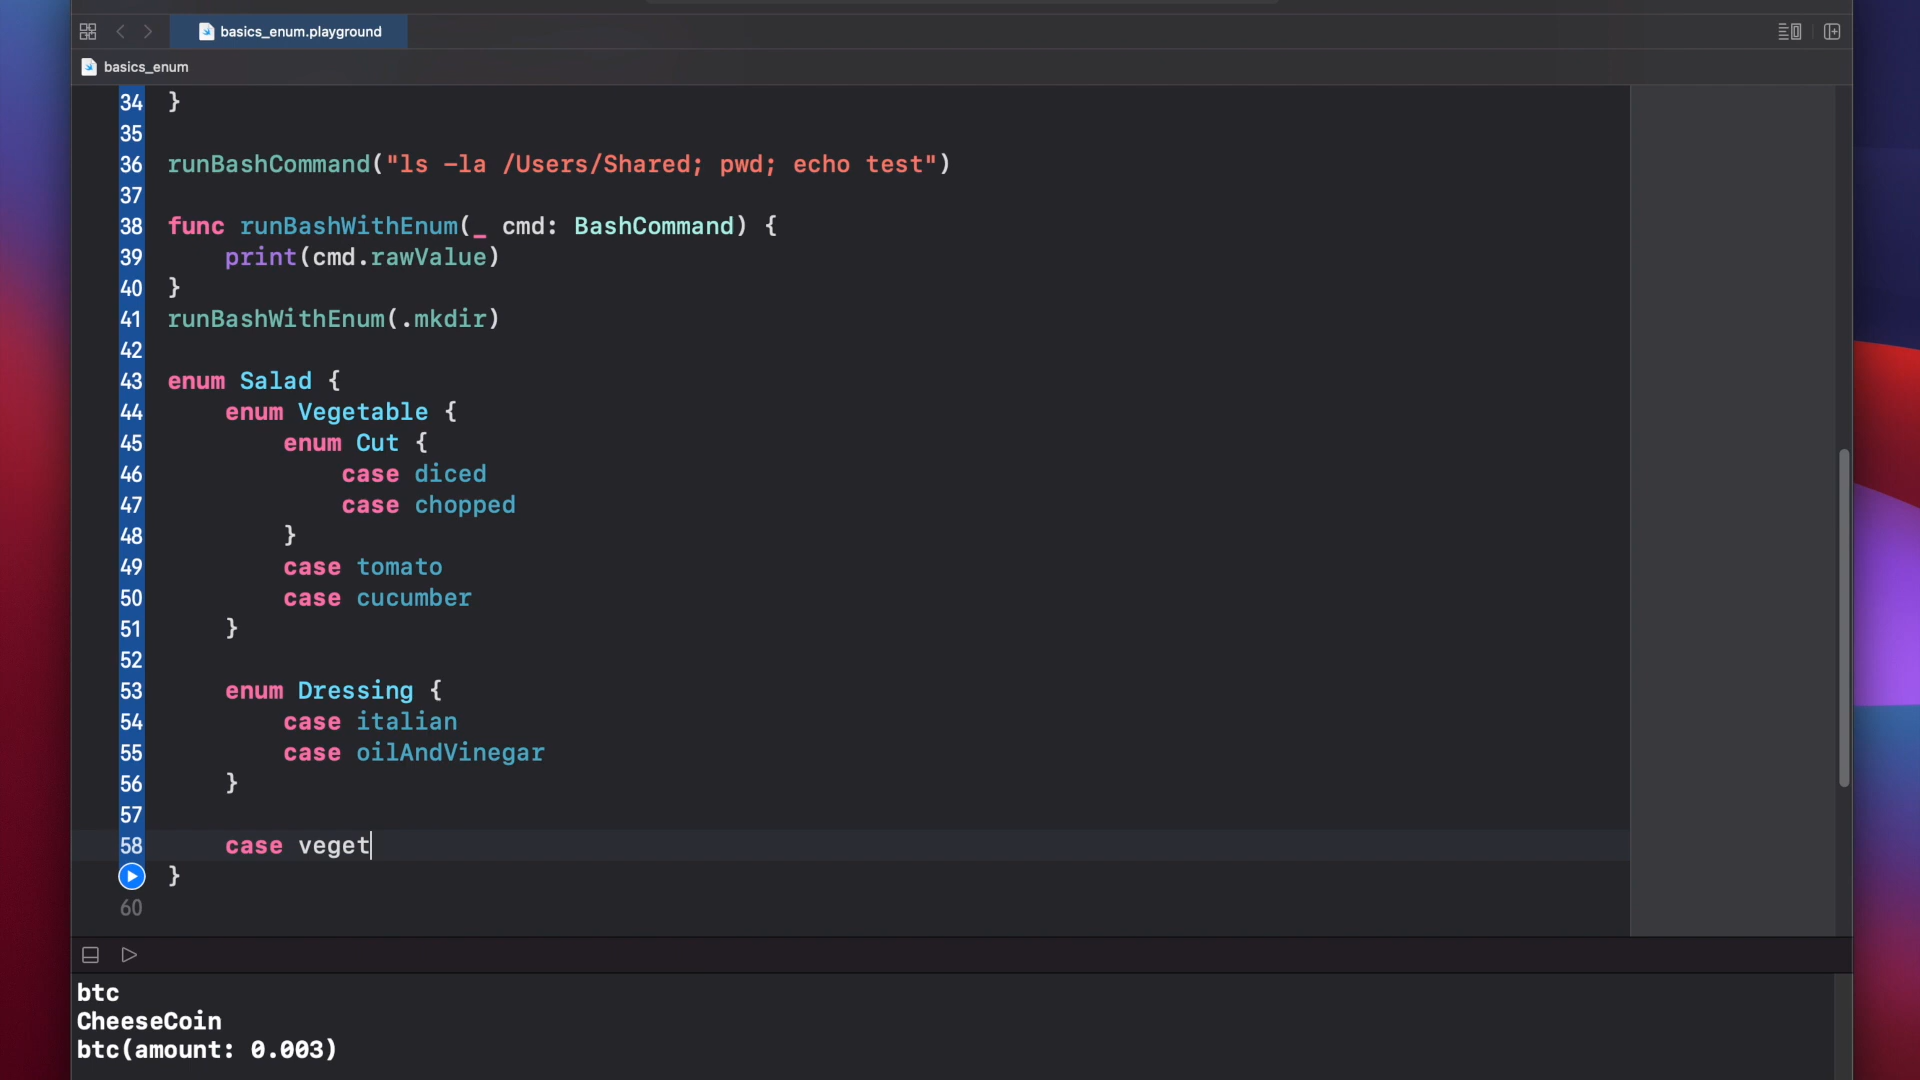 basics_enum.playground
basics_enum
34 }
35
36 runBashCommand("ls -la /Users/Shared; pwd; echo test")
37
38 func runBashWithEnum(_ cmd: BashCommand) {
39     print(cmd.rawValue)
40 }
41 runBashWithEnum(.mkdir)
42
43 enum Salad {
44     enum Vegetable {
45         enum Cut {
46             case diced
47             case chopped
48         }
49         case tomato
50         case cucumber
51     }
52
53     enum Dressing {
54         case italian
55         case oilAndVinegar
56     }
57
58     case veget
}
60
btc
CheeseCoin
btc(amount: 0.003)